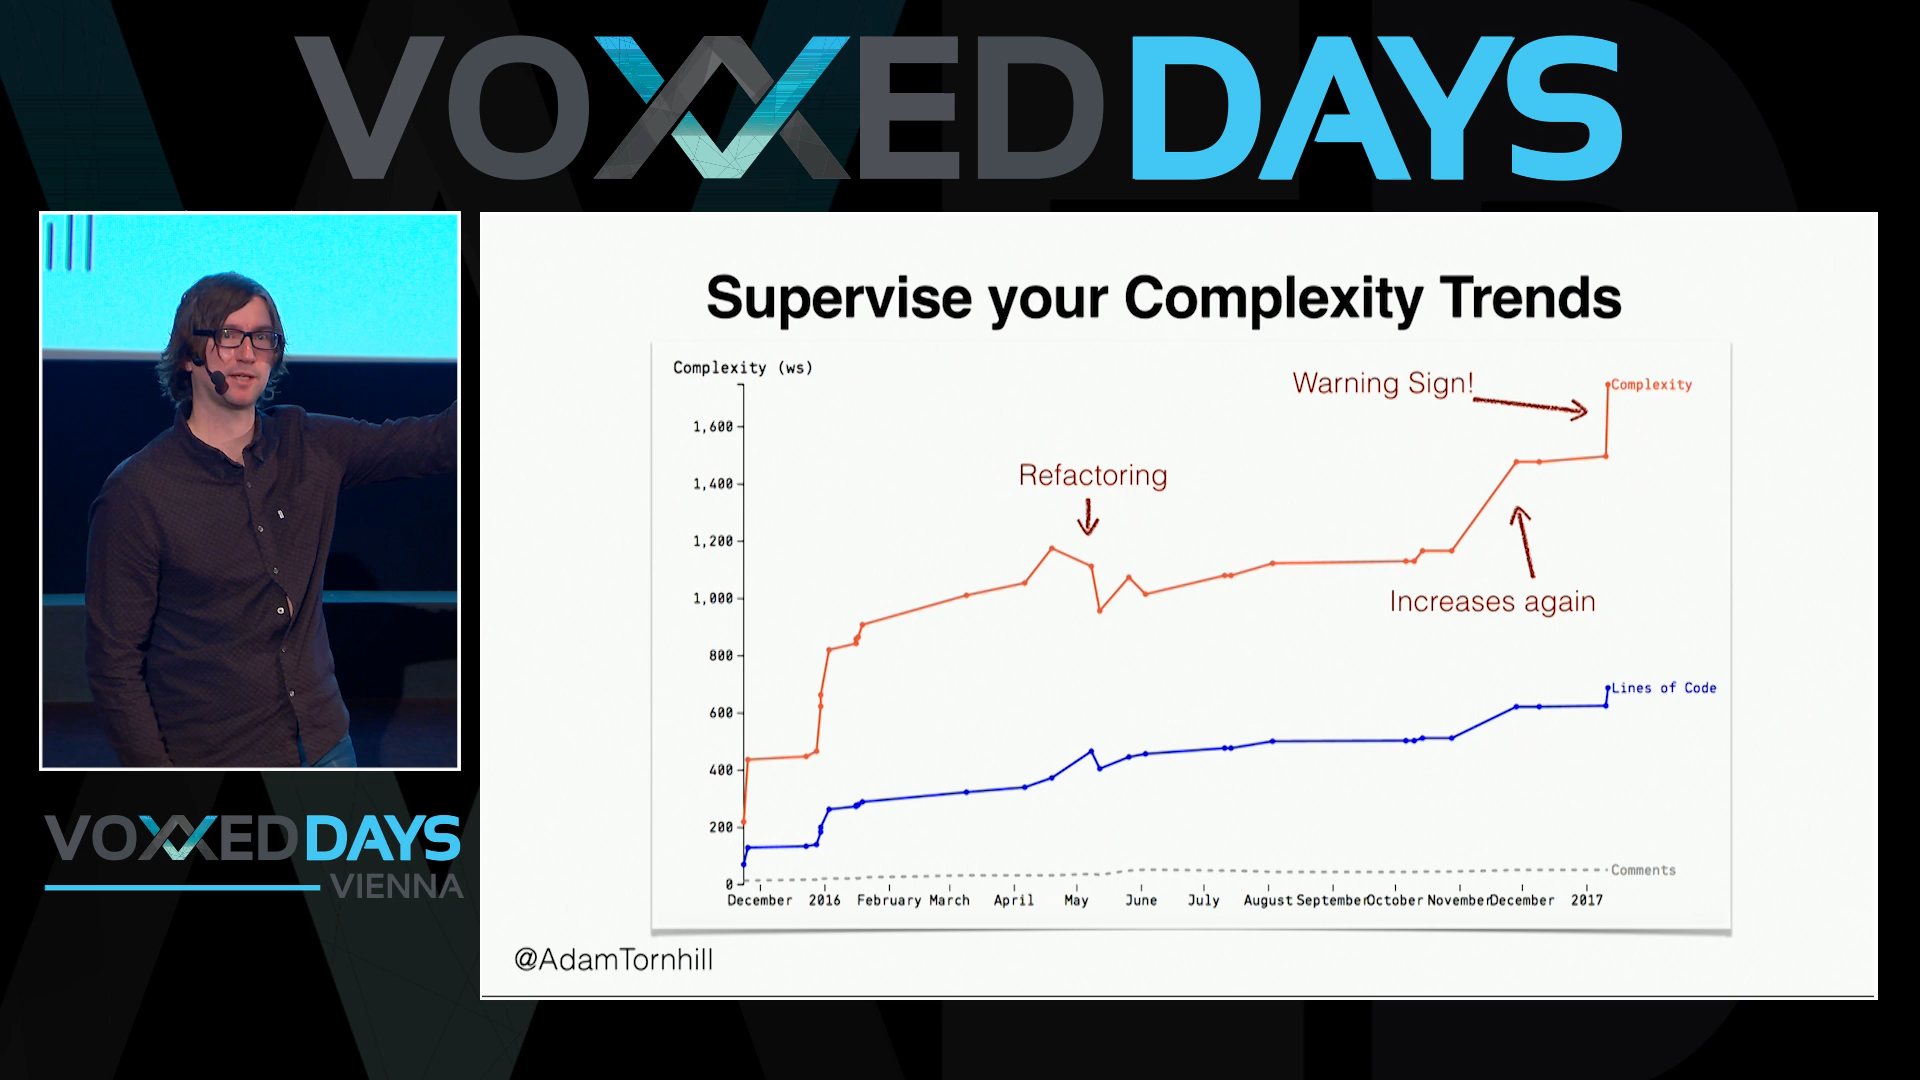 VOXXED DAYS
Supervise your Complexity Trends
Complexity (ws)
Warning Sign!
Complexity
1,600
Refactoring
1,400
1,200
Increases again
1,000
800
Lines of Code
600
400
200
Comments
0
December 2016 February March April May June July August September October November December 2017
@AdamTornhill
VOXXED DAYS
VIENNA